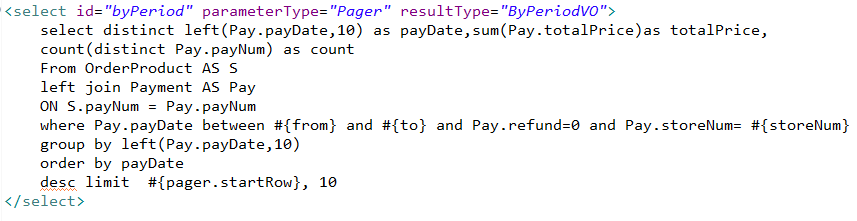 <select id="byPeriod" parameterType="Pager" resultType="ByPeriodVO">
select distinct left(Pay.payDate,10) as payDate,sum(Pay.totalPrice)as totalPrice,
count(distinct Pay.payNum) as count
From OrderProduct AS S
left join Payment AS Pay
ON S.payNum = Pay.payNum
where Pay.payDate between #{from} and #{to} and Pay.refund=0 and Pay.storeNum= #{storeNum}
group by left(Pay.payDate,10)
order by payDate
desc limit  #{pager.startRow}, 10
</select>